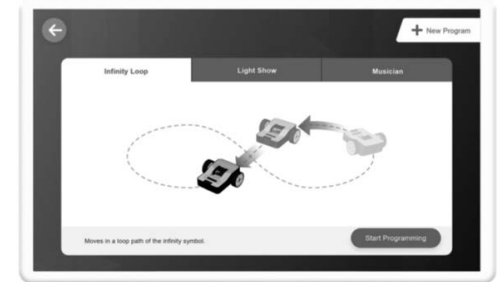 New Program
Infinity Loop
Light Show
Musician
Moves in a loop path of the infinity symbol.
Start Programming